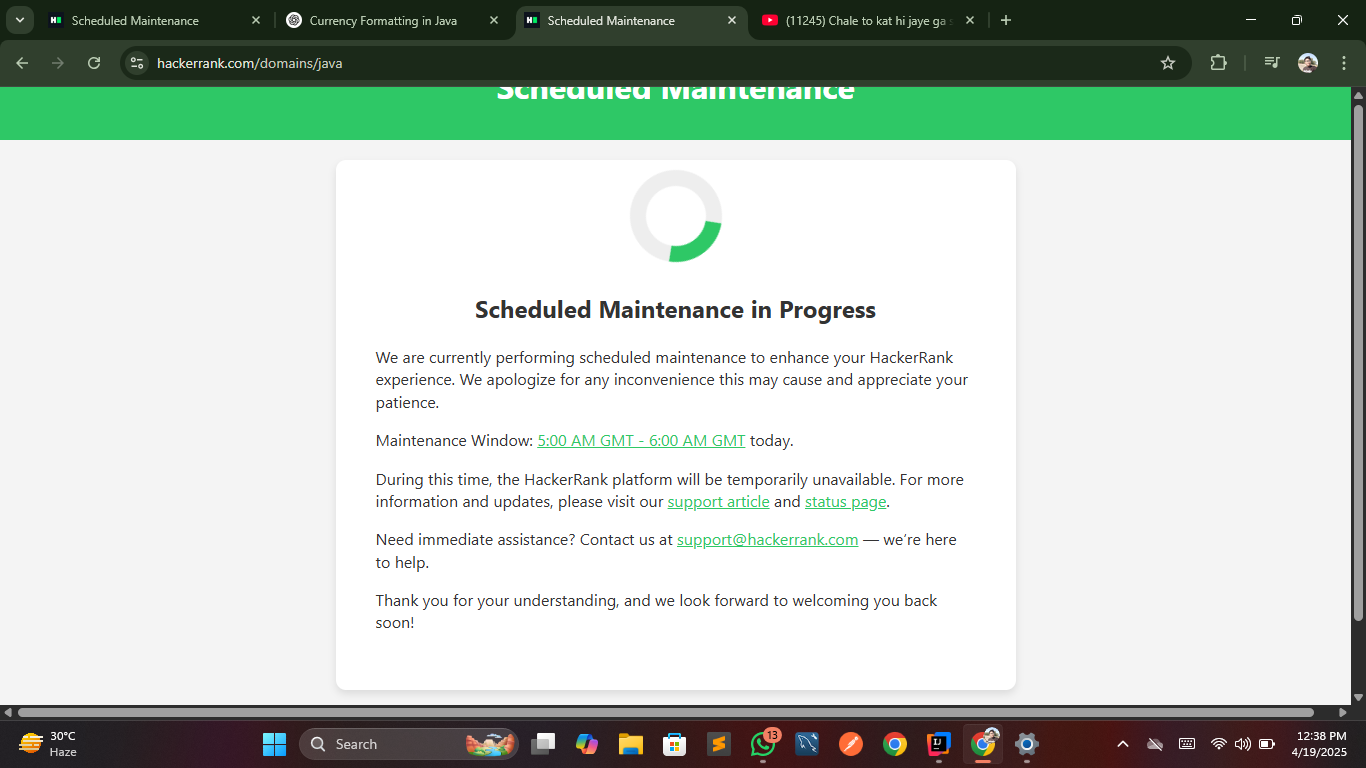 Scheduled Maintenance
Currency Formatting in Java
Scheduled Maintenance
(11245) Chale to kat hi jaye ga
hackerrank.com/domains/java
Scheduled Maintenance
Scheduled Maintenance in Progress
We are currently performing scheduled maintenance to enhance your HackerRank
experience. We apologize for any inconvenience this may cause and appreciate your
patience.
Maintenance Window: 5:00 AM GMT - 6:00 AM GMT today.
During this time, the HackerRank platform will be temporarily unavailable. For more
information and updates, please visit our support article and status page.
Need immediate assistance? Contact us at support@hackerrank.com — we’re here
to help.
Thank you for your understanding, and we look forward to welcoming you back
soon!
30°C
Haze
Search
13
12:38 PM
4/19/2025